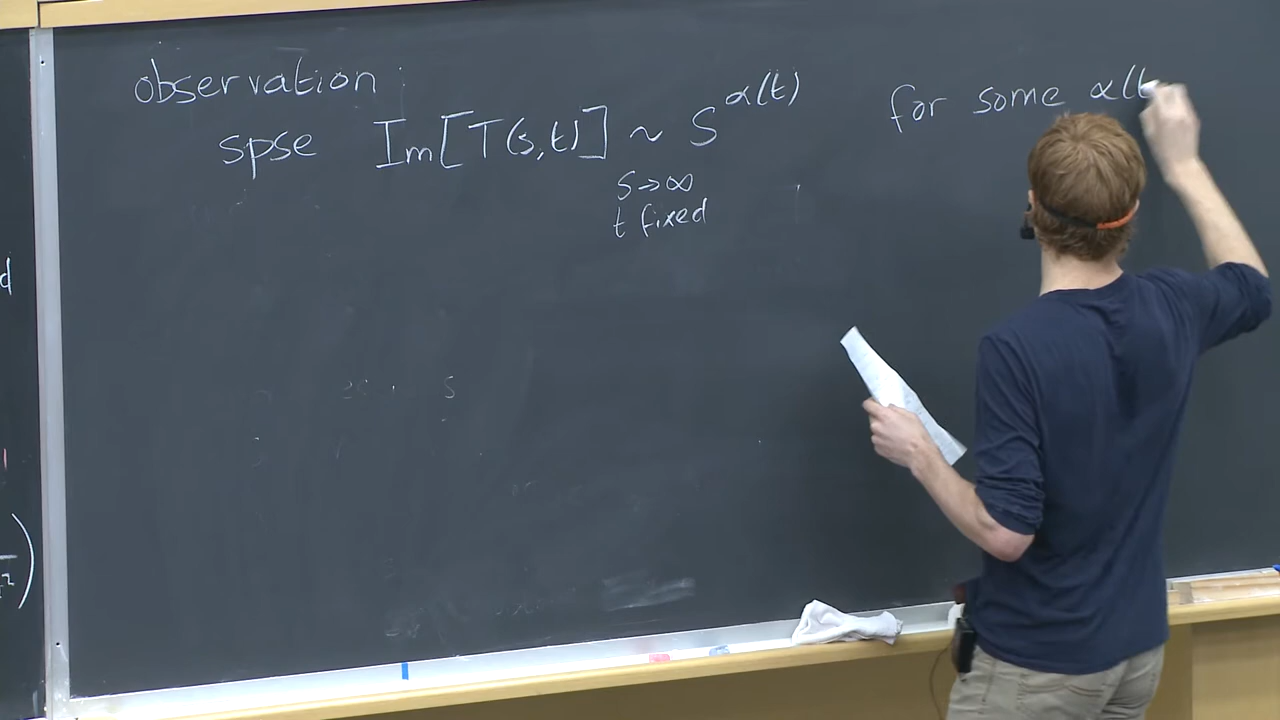 observation:
spse Im[T(s,t)] ~ S^α(t) for some α(t
s→∞
t fixed
d
S